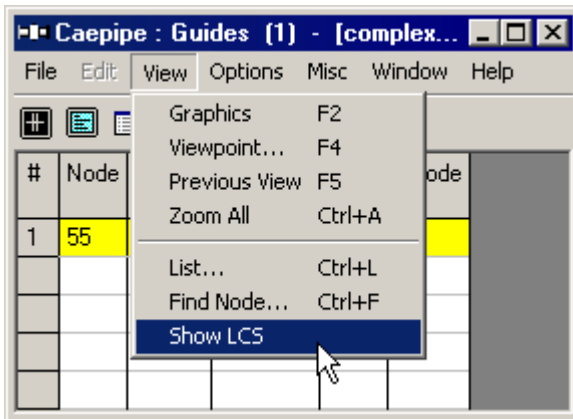 Caepipe : Guides (1) - [complex...
File Edit View Options Misc Window Help
Graphics F2
Viewpoint... F4
Previous View F5
Zoom All Ctrl+A
List... Ctrl+L
Find Node... Ctrl+F
Show LCS
# Node ode
1 55